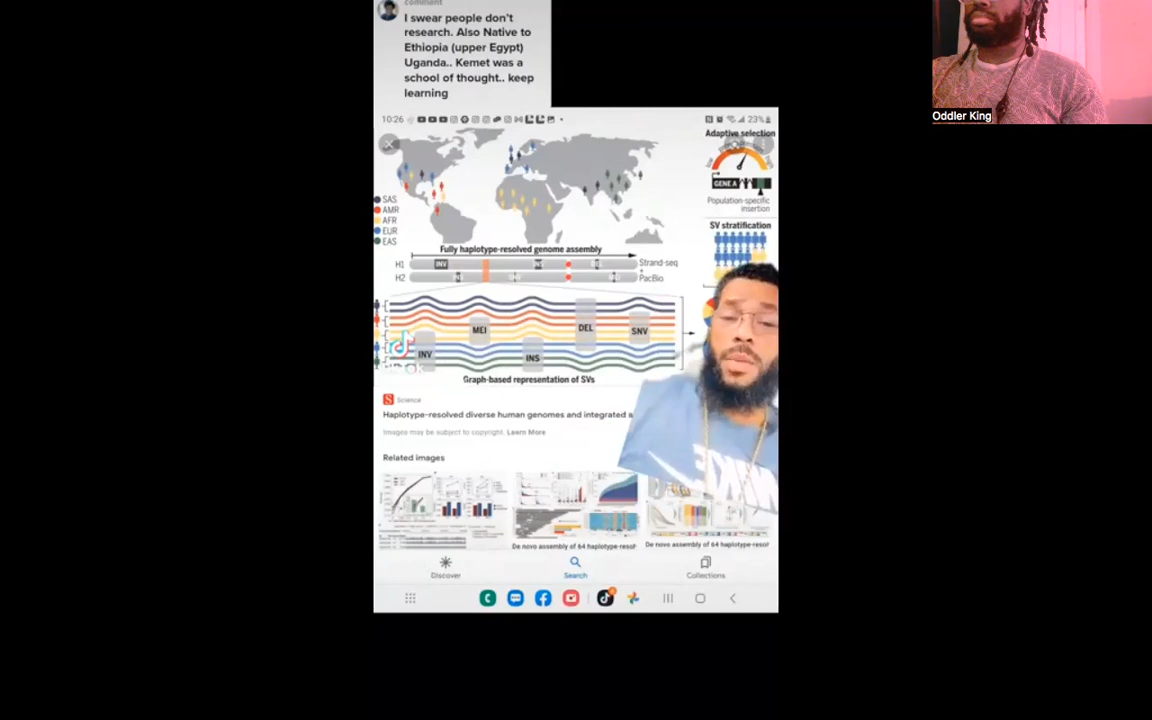 comment
I swear people don't
research. Also Native to
Ethiopia (upper Egypt)
Uganda.. Kemet was a
school of thought.. keep
learning
Oddler King
10:26
23%
Adaptive selection
GENE A
Population-specific
insertion
SAS
AMR
AFR
EUR
EAS
SV stratification
Fully haplotype-resolved genome assembly
H1
INV
INS
Strand-seq
+
H2
INS
PacBio
MEI
DEL
SNV
INV
INS
Graph-based representation of SVs
Science
Haplotype-resolved diverse human genomes and integrated a
Images may be subject to copyright. Learn More
Related images
De novo assembly of 64 haplotype-resol
De novo assembly of 64 haplotype-resol
Discover
Search
Collections